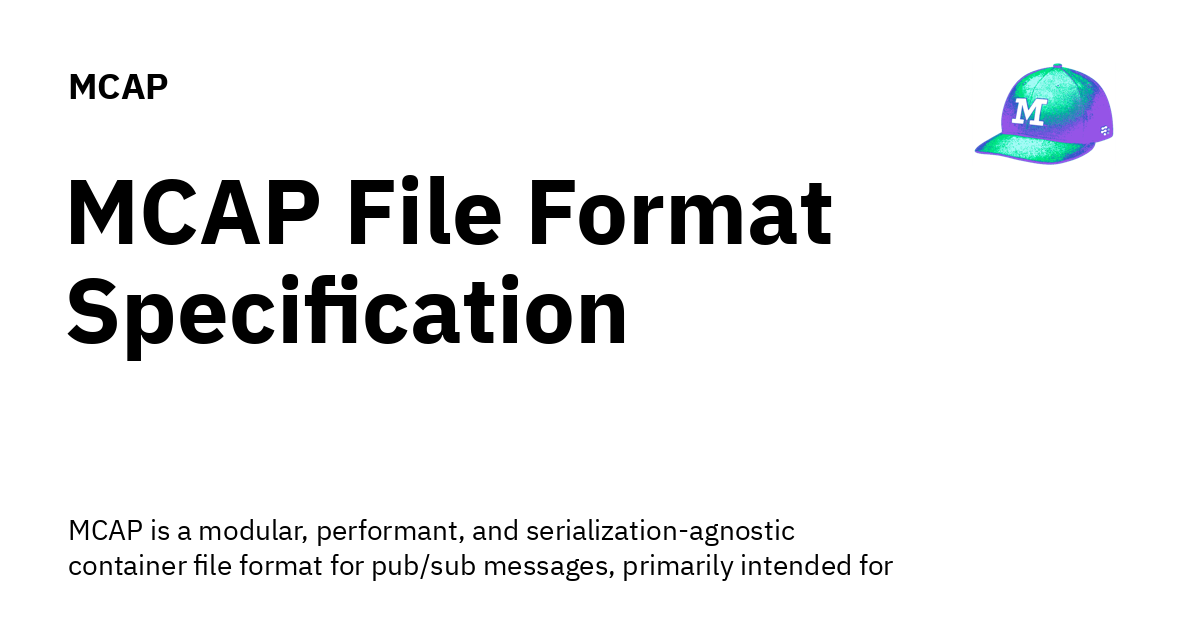 MCAP
M
MCAP File Format
Specification
MCAP is a modular, performant, and serialization-agnostic
container file format for pub/sub messages, primarily intended for